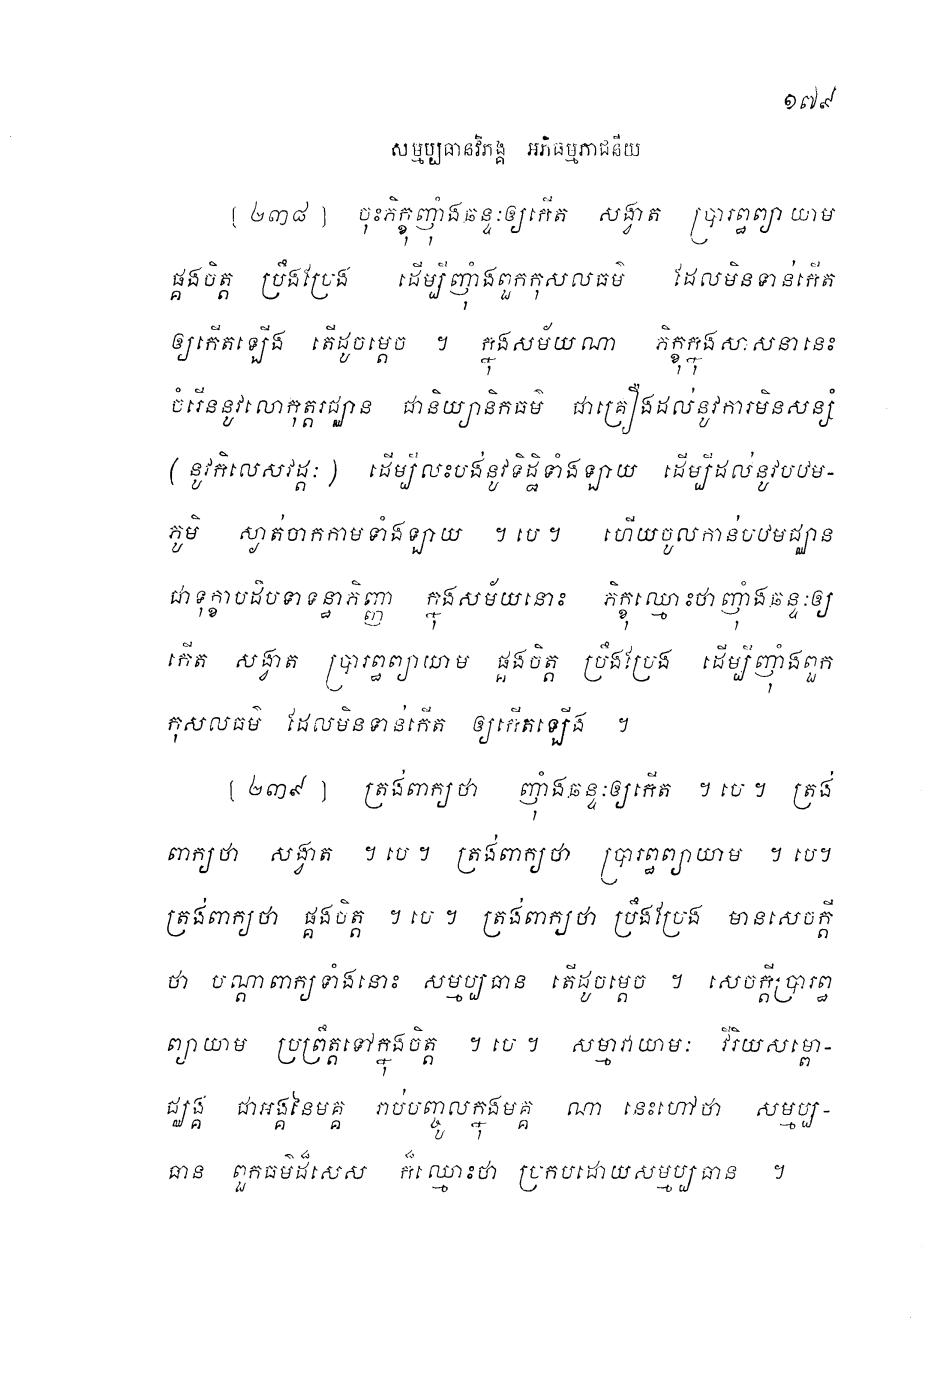 ១៧៩
សម្មប្បធានវិភង្គ អភិធម្មភាជនីយ
[២៣៨] ចុះភិក្ខុញុំាងឆន្ទៈឲ្យកើត សង្វាត ប្រារព្ធព្យាយាម
ផ្គងចិត្ត ប្រឹងប្រែង ដើម្បីញុំាងពួកកុសលធម៌ ដែលមិនទាន់កើត
ឲ្យកើតឡើង តើដូចម្តេច ។ ក្នុងសម័យណា ភិក្ខុក្នុងសាសនានេះ
ចំរើននូវលោកុត្តរជ្ឈាន ជានិយ្យានិកធម៌ ជាគ្រឿងដល់នូវការមិនសន្សំ
(នូវកិលេសវដ្តៈ) ដើម្បីលះបង់នូវទិដ្ឋិទាំងឡាយ ដើម្បីដល់នូវបឋម-
ភូមិ ស្ងាត់ចាកកាមទាំងឡាយ ។បេ។ ហើយចូលកាន់បឋមជ្ឈាន
ជាទុក្ខាបដិបទាទន្ធាភិញ្ញា ក្នុងសម័យនោះ ភិក្ខុឈ្មោះថាញុំាងឆន្ទៈឲ្យ
កើត សង្វាត ប្រារព្ធព្យាយាម ផ្គងចិត្ត ប្រឹងប្រែង ដើម្បីញុំាងពួក
កុសលធម៌ ដែលមិនទាន់កើត ឲ្យកើតឡើង ។
[២៣៩] ត្រង់ពាក្យថា ញុំាងឆន្ទៈឲ្យកើត ។បេ។ ត្រង់
ពាក្យថា សង្វាត ។បេ។ ត្រង់ពាក្យថា ប្រារព្ធព្យាយាម ។បេ។
ត្រង់ពាក្យថា ផ្គងចិត្ត ។បេ។ ត្រង់ពាក្យថា ប្រឹងប្រែង មានសេចក្តី
ថា បណ្តាពាក្យទាំងនោះ សម្មប្បធាន តើដូចម្តេច ។ សេចក្តីប្រារព្ធ
ព្យាយាម ប្រព្រឹត្តទៅក្នុងចិត្ត ។បេ។ សម្មាវាយាមៈ វីរិយសម្ពោ-
ជ្ឈង្គ ជាអង្គនៃមគ្គ រាប់បញ្ចូលក្នុងមគ្គ ណា នេះហៅថា សម្មប្ប-
ធាន ពួកធម៌ដ៏សេស ក៏ឈ្មោះថា ប្រកបដោយសម្មប្បធាន ។